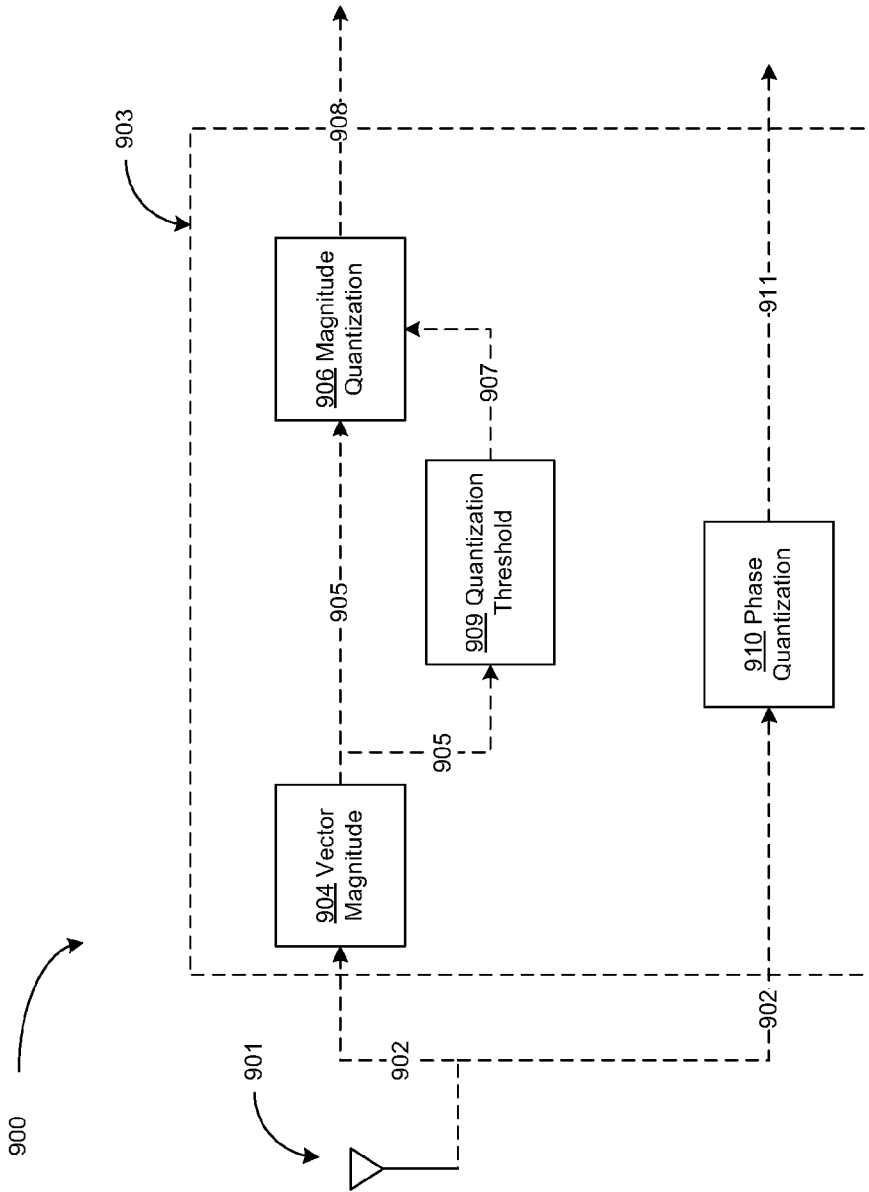 900
901
902
902
903
904 Vector
Magnitude
905
905
909 Quantization
Threshold
907
906 Magnitude
Quantization
908
910 Phase
Quantization
911